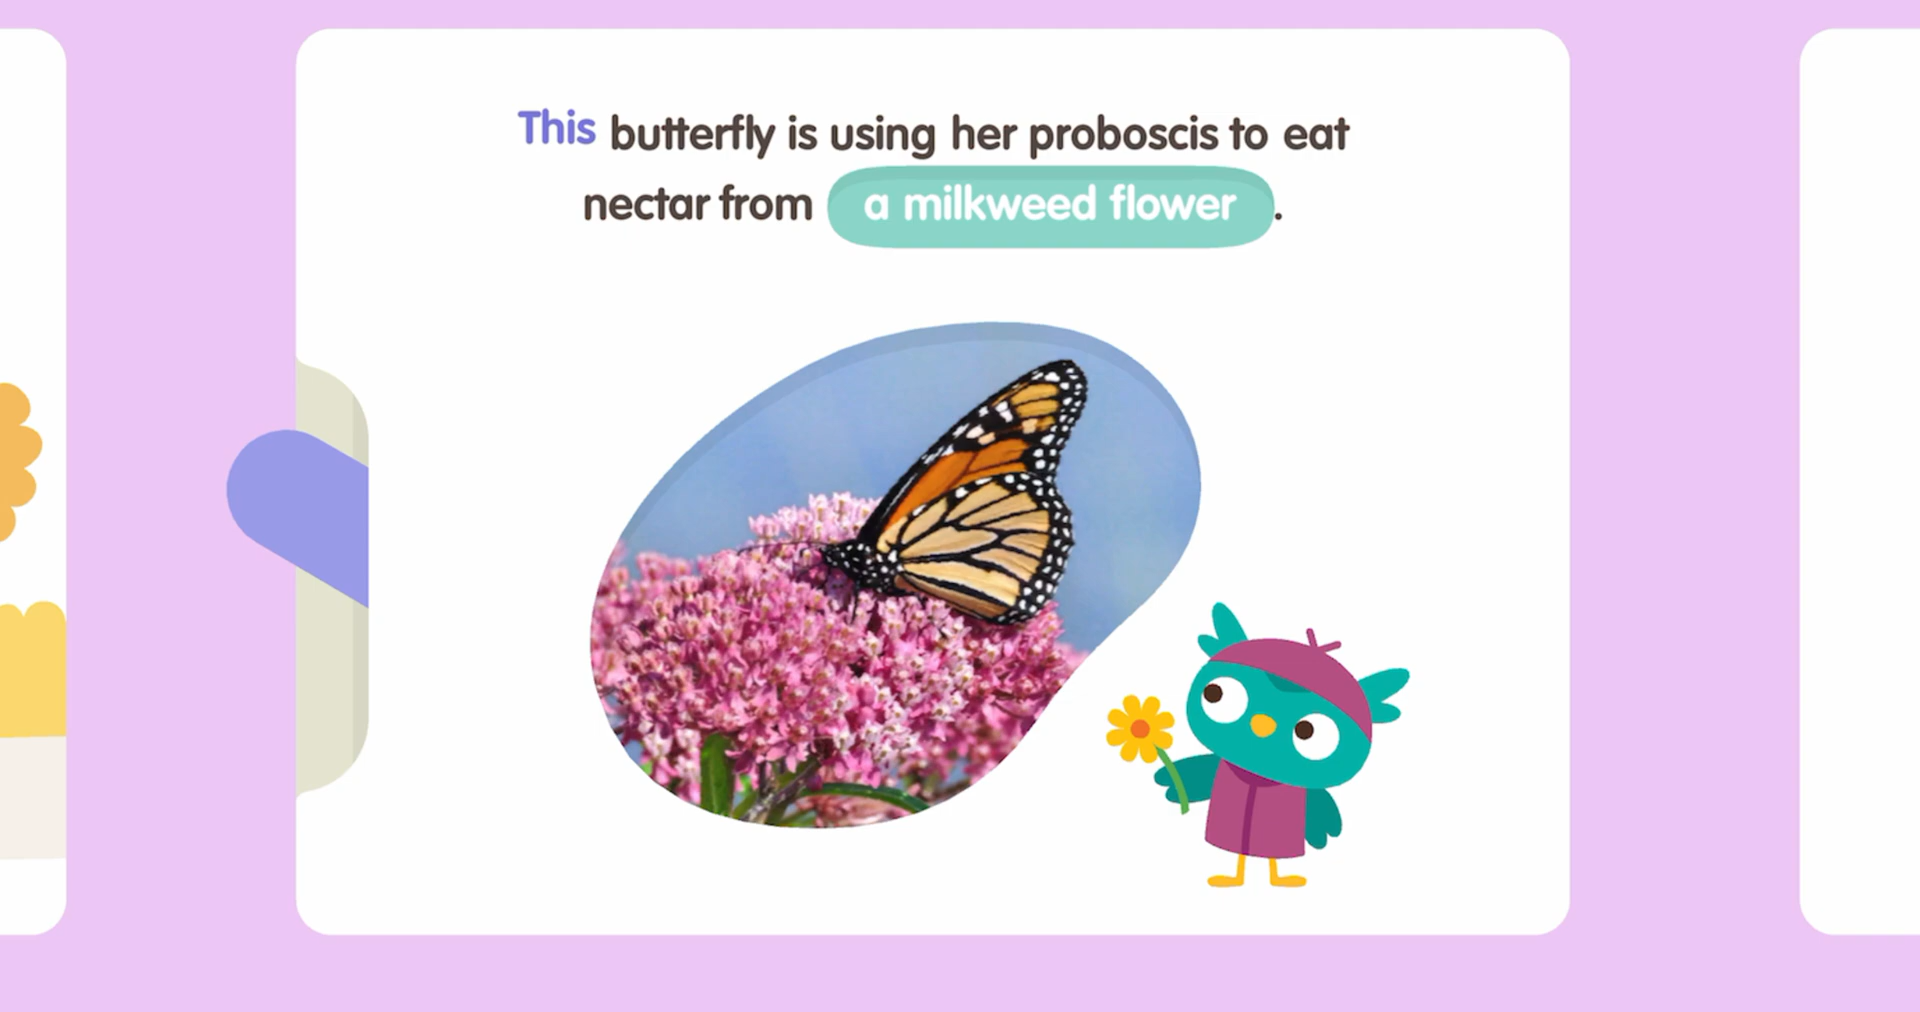 This butterfly is using her proboscis to eat
nectar from a milkweed flower.